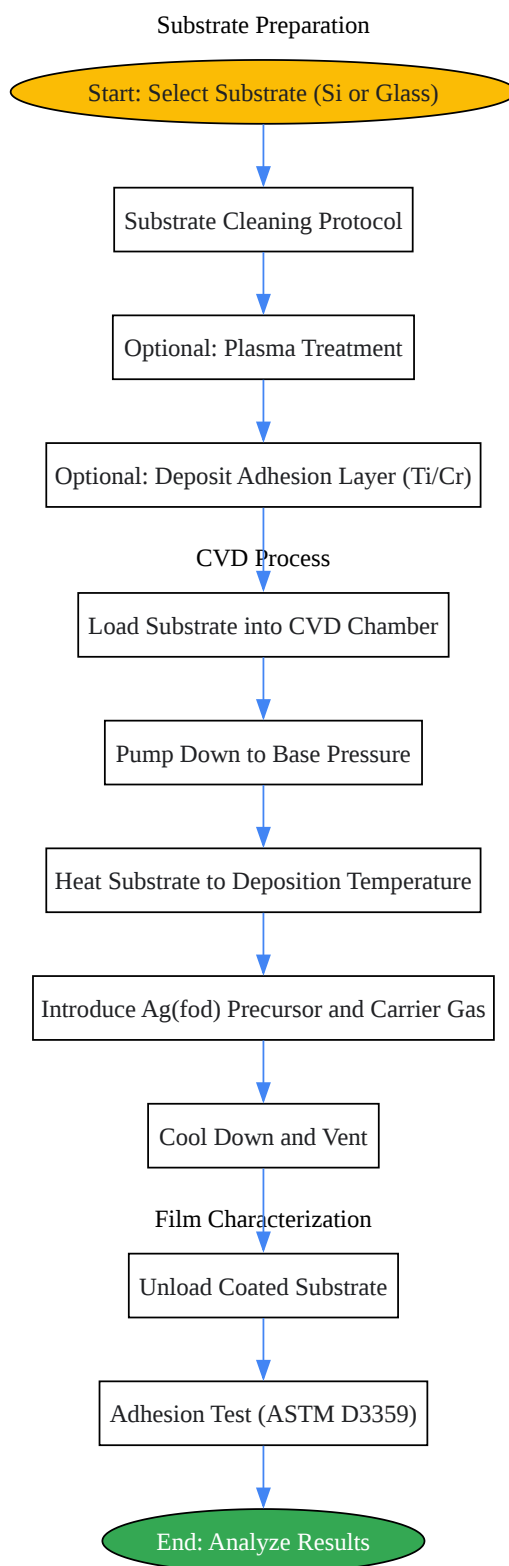 Substrate Preparation
Start: Select Substrate (Si or Glass)
Substrate Cleaning Protocol
Optional: Plasma Treatment
Optional: Deposit Adhesion Layer (Ti/Cr)
CVD Process
Load Substrate into CVD Chamber
Pump Down to Base Pressure
Heat Substrate to Deposition Temperature
Introduce Ag(fod) Precursor and Carrier Gas
Cool Down and Vent
Film Characterization
Unload Coated Substrate
Adhesion Test (ASTM D3359)
End: Analyze Results